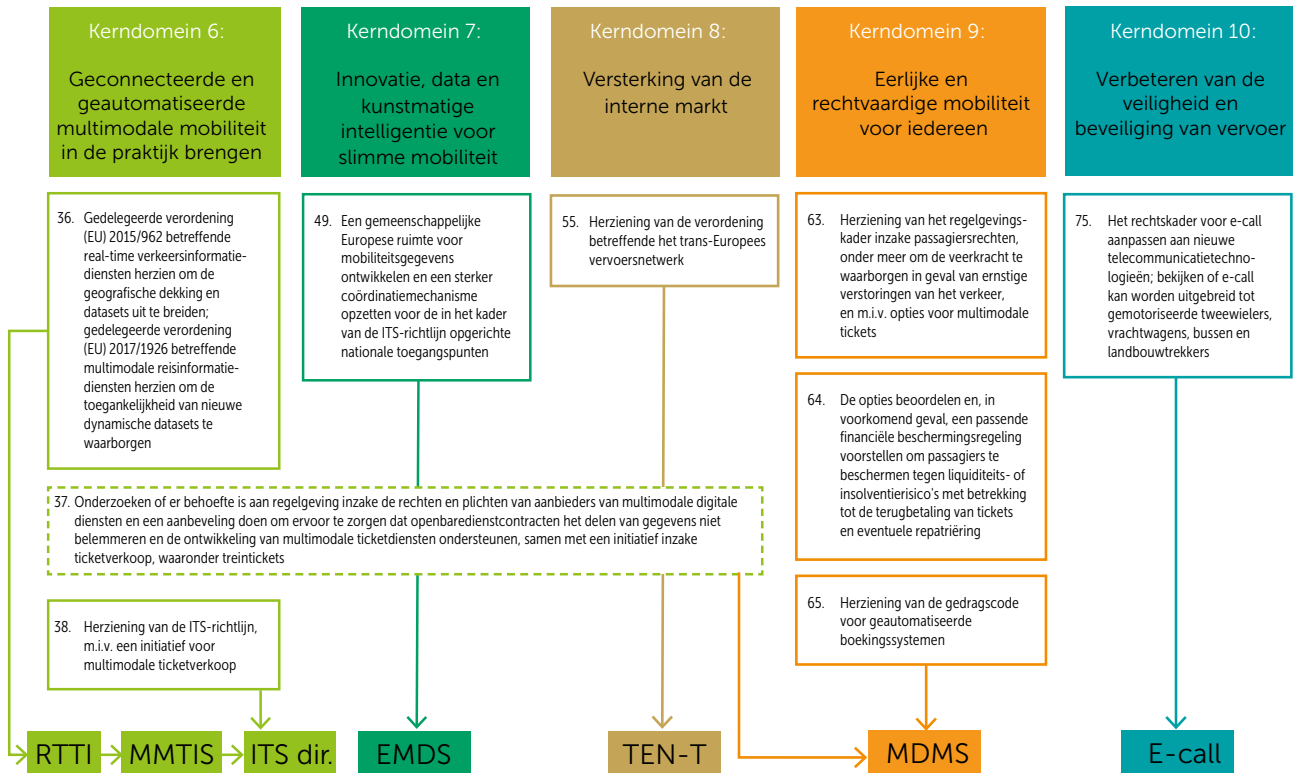 Kerndomein 6:
Geconnecteerde en
geautomatiseerde
multimodale mobiliteit
in de praktijk brengen
Kerndomein 7:
Innovatie, data en
kunstmatige
intelligentie voor
slimme mobiliteit
Kerndomein 8:
Versterking van de
interne markt
Kerndomein 9:
Eerlijke en
rechtvaardige mobiliteit
voor iedereen
Kerndomein 10:
Verbeteren van de
veiligheid en
beveiliging van vervoer
36. Gedelegeerde verordening
(EU) 2015/962 betreffende
real-time verkeersinformatie-
diensten herzien om de
geografische dekking en
datasets uit te breiden;
gedelegeerde verordening
(EU) 2017/1926 betreffende
multimodale reisinformatie-
diensten herzien om de
toegankelijkheid van nieuwe
dynamische datasets te
waarborgen
49. Een gemeenschappelijke
Europese ruimte voor
mobiliteitsgegevens
ontwikkelen en een sterker
coördinatiemechanisme
opzetten voor de in het kader
van de ITS-richtlijn opgerichte
nationale toegangspunten
55. Herziening van de verordening
betreffende het trans-Europees
vervoersnetwerk
63. Herziening van het regelgevings-
kader inzake passagiersrechten,
onder meer om de veerkracht te
waarborgen in geval van ernstige
verstoringen van het verkeer,
en m.i.v. opties voor multimodale
tickets
75. Het rechtskader voor e-call
aanpassen aan nieuwe
telecommunicatietechno-
logieën; bekijken of e-call
kan worden uitgebreid tot
gemotoriseerde tweewielers,
vrachtwagens, bussen en
landbouwtrekkers
64. De opties beoordelen en, in
voorkomend geval, een passende
financiële beschermingsregeling
voorstellen om passagiers te
beschermen tegen liquiditeits- of
insolventierisico's met betrekking
tot de terugbetaling van tickets
en eventuele repatriëring
37. Onderzoeken of er behoefte is aan regelgeving inzake de rechten en plichten van aanbieders van multimodale digitale
diensten en een aanbeveling doen om ervoor te zorgen dat openbaredienstcontracten het delen van gegevens niet
belemmeren en de ontwikkeling van multimodale ticketdiensten ondersteunen, samen met een initiatief inzake
ticketverkoop, waaronder treintickets
65. Herziening van de gedragscode
voor geautomatiseerde
boekingssystemen
38. Herziening van de ITS-richtlijn,
m.i.v. een initiatief voor
multimodale ticketverkoop
RTTI
MMTIS
ITS dir.
EMDS
TEN-T
MDMS
E-call